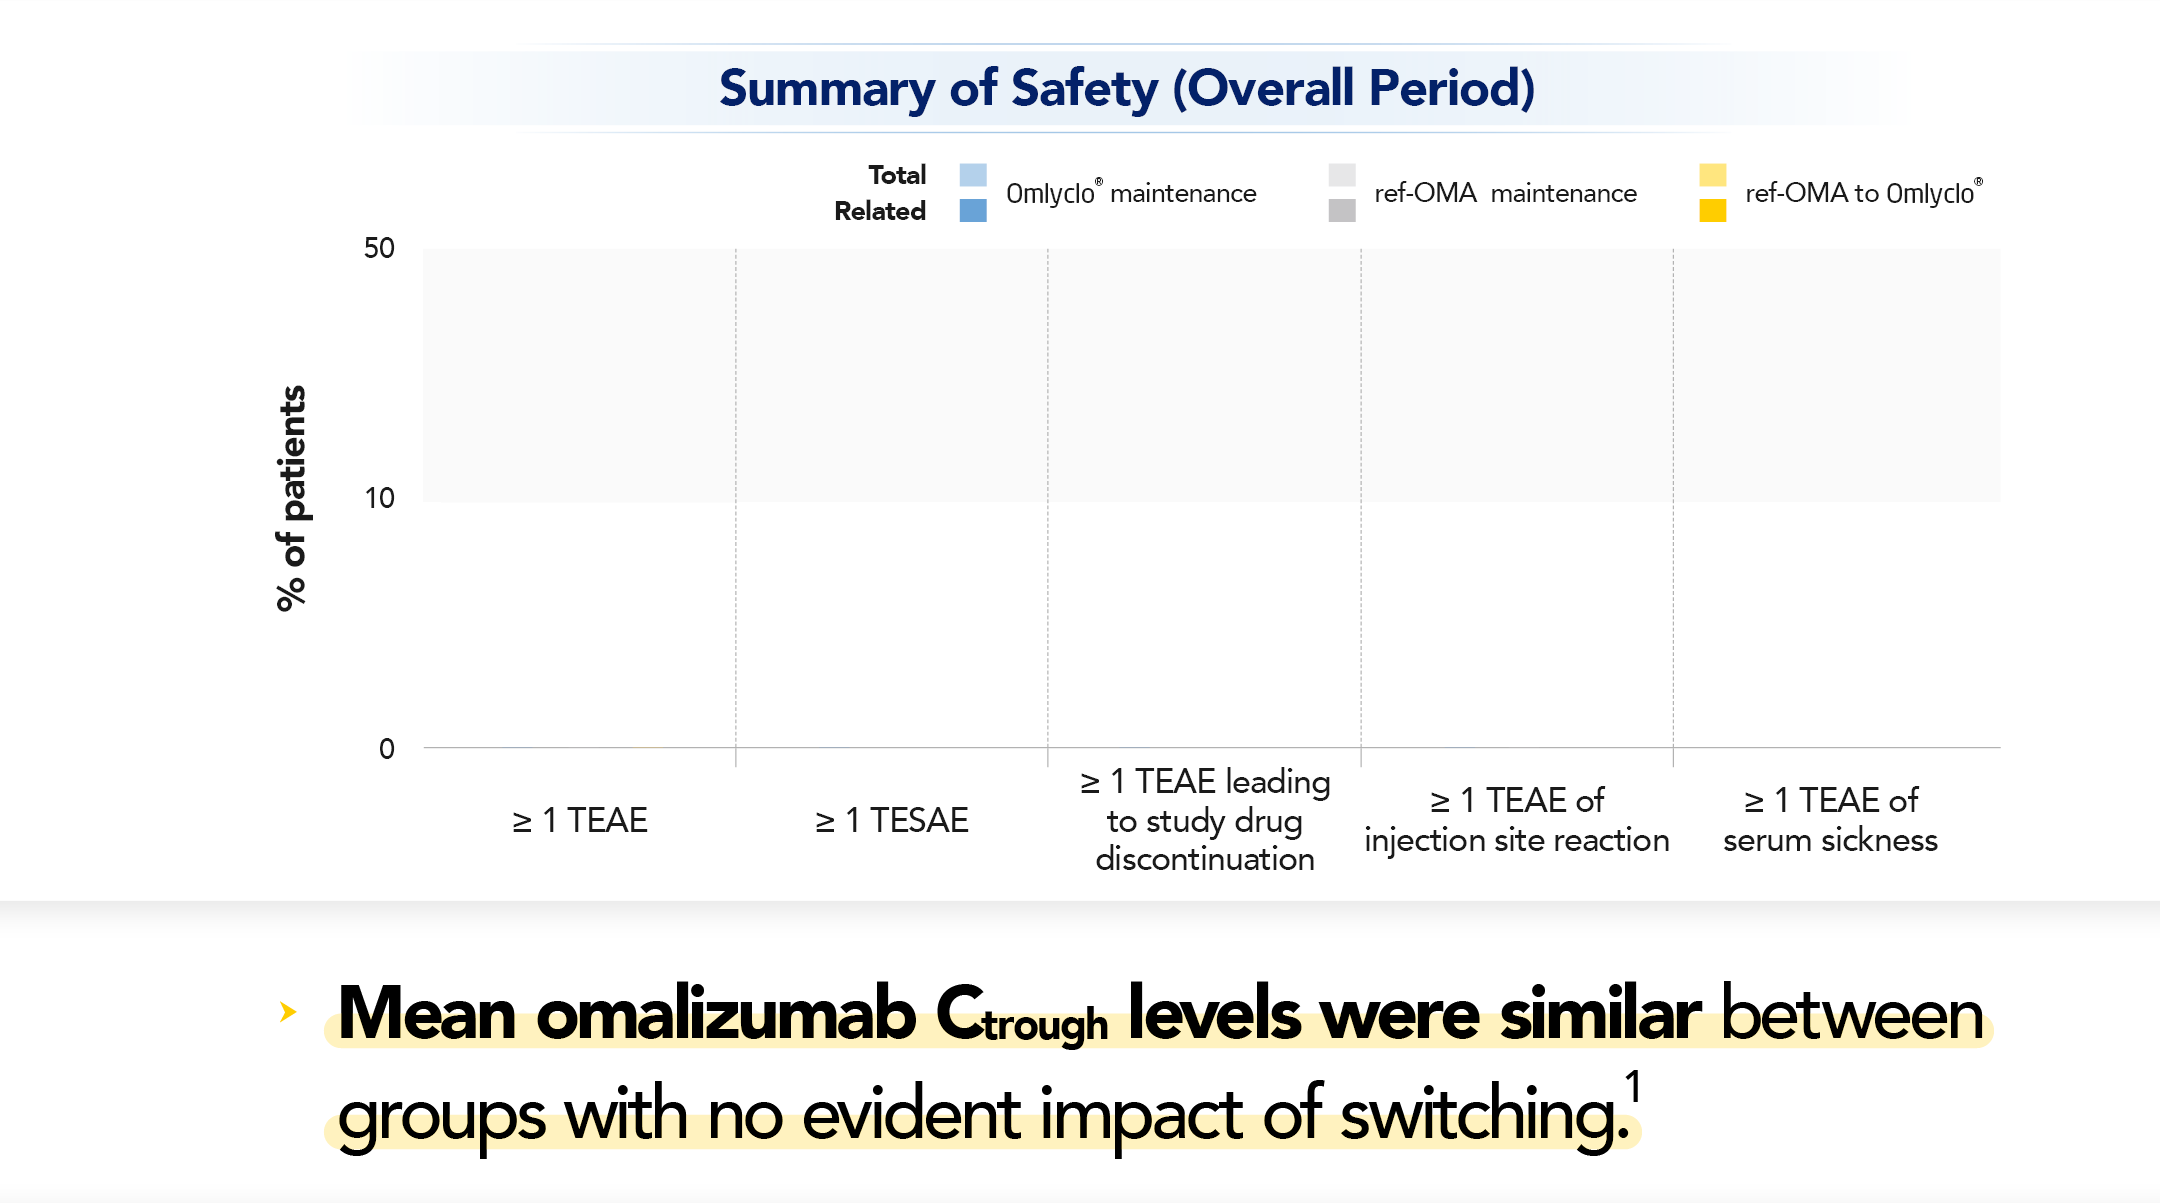 Summary of Safety (Overall Period)
Total
Related
Omlyclo® maintenance
ref-OMA maintenance
ref-OMA to Omlyclo®
50
10
0
% of patients
≥ 1 TEAE
≥ 1 TESAE
≥ 1 TEAE leading
to study drug
discontinuation
≥ 1 TEAE of
injection site reaction
≥ 1 TEAE of
serum sickness
Mean omalizumab Ctrough levels were similar between
groups with no evident impact of switching.1